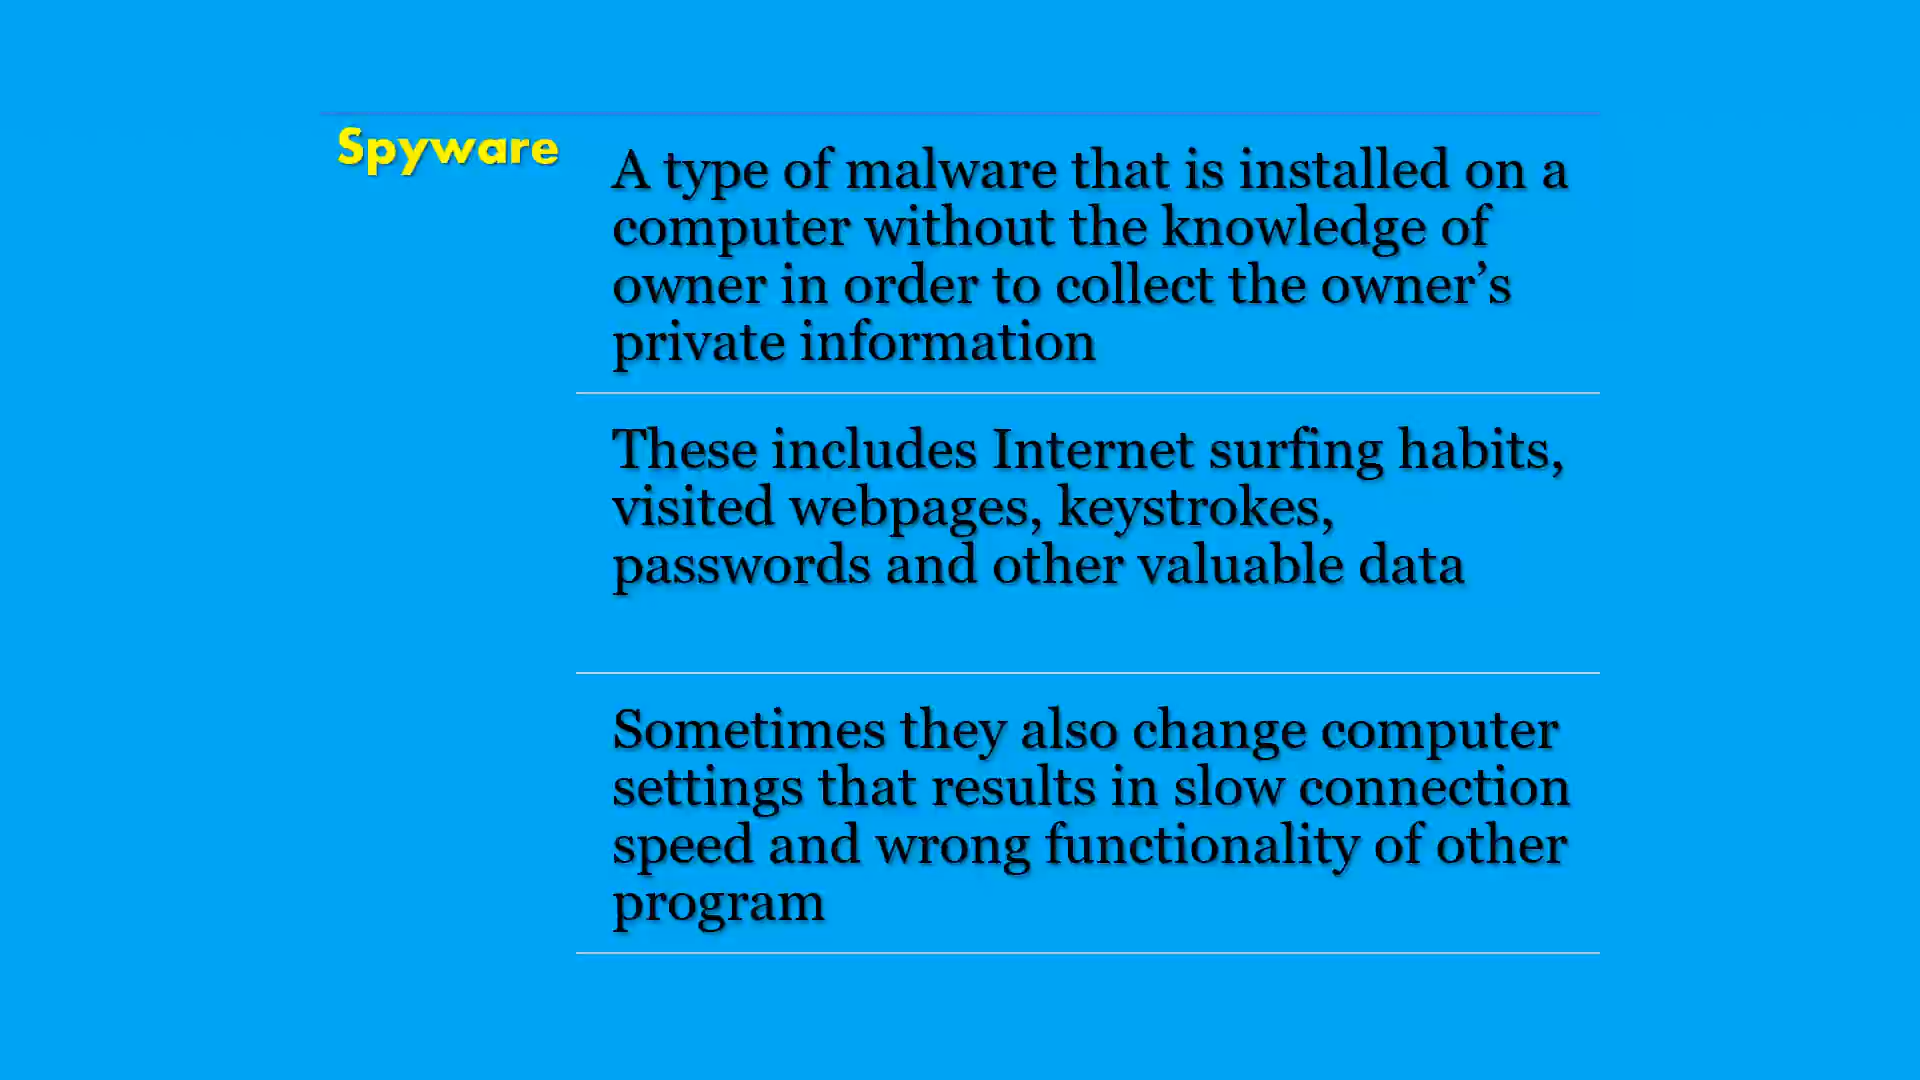 Spyware
A type of malware that is installed on a
computer without the knowledge of
owner in order to collect the owner’s
private information
These includes Internet surfing habits,
visited webpages, keystrokes,
passwords and other valuable data
Sometimes they also change computer
settings that results in slow connection
speed and wrong functionality of other
program